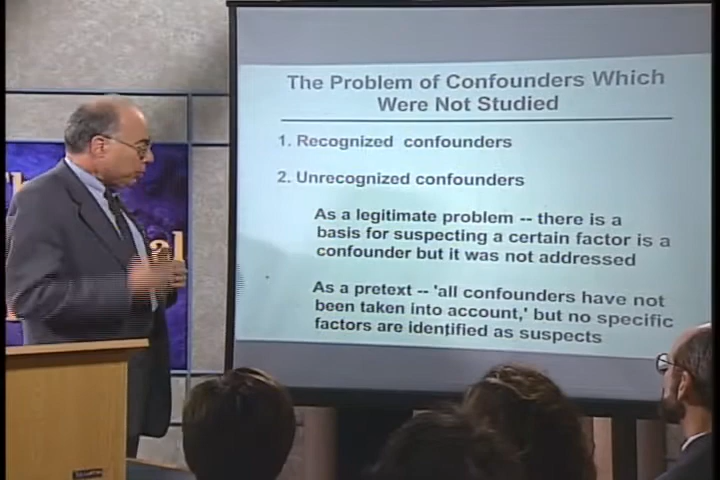 The Problem of Confounders Which
Were Not Studied
1. Recognized confounders
2. Unrecognized confounders
As a legitimate problem -- there is a
basis for suspecting a certain factor is a
confounder but it was not addressed
As a pretext -- 'all confounders have not
been taken into account,' but no specific
factors are identified as suspects